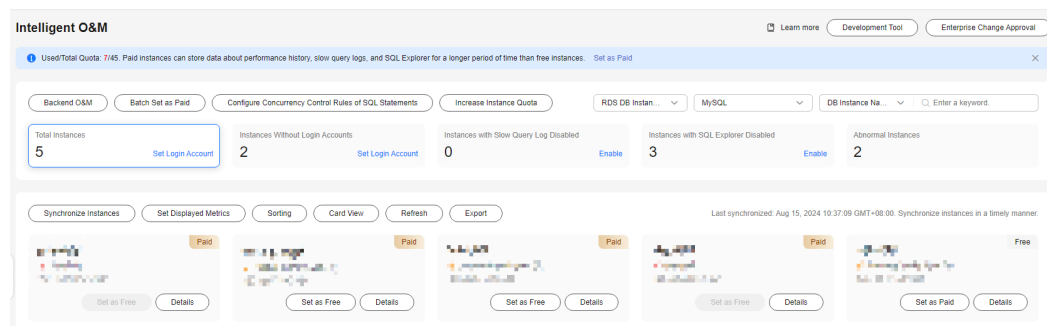 Intelligent O&M
Learn more
Development Tool
Enterprise Change Approval
Used/Total Quota: 7/45. Paid instances can store data about performance history, slow query logs, and SQL Explorer for a longer period of time than free instances. Set as Paid
Backend O&M
Batch Set as Paid
Configure Concurrency Control Rules of SQL Statements
Increase Instance Quota
RDS DB Instan...
MySQL
DB Instance Na...
Enter a keyword.
Total Instances
5
Set Login Account
Instances Without Login Accounts
2
Set Login Account
Instances with Slow Query Log Disabled
0
Enable
Instances with SQL Explorer Disabled
3
Enable
Abnormal Instances
2
Synchronize Instances
Set Displayed Metrics
Sorting
Card View
Refresh
Export
Last synchronized: Aug 15, 2024 10:37:09 GMT+08:00. Synchronize instances in a timely manner.
Paid
Set as Free
Details
Paid
Set as Free
Details
Paid
Set as Free
Details
Paid
Set as Free
Details
Free
Set as Paid
Details